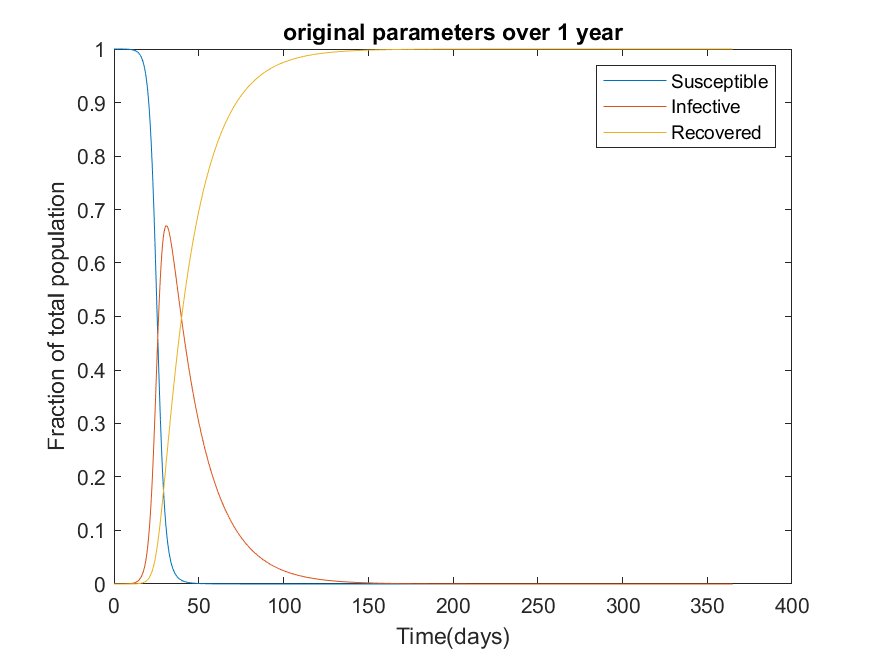 original parameters over 1 year
1
0.9
0.8
0.7
0.6
0.5
0.4
0.3
0.2
0.1
0
Fraction of total population
Susceptible
Infective
Recovered
0 50 100 150 200 250 300 350 400
Time(days)